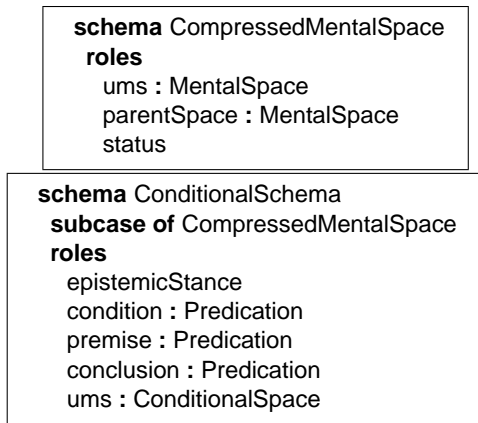 schema CompressedMentalSpace
roles
ums : MentalSpace
parentSpace : MentalSpace
status
schema ConditionalSchema
subcase of CompressedMentalSpace
roles
epistemicStance
condition : Predication
premise : Predication
conclusion : Predication
ums : ConditionalSpace